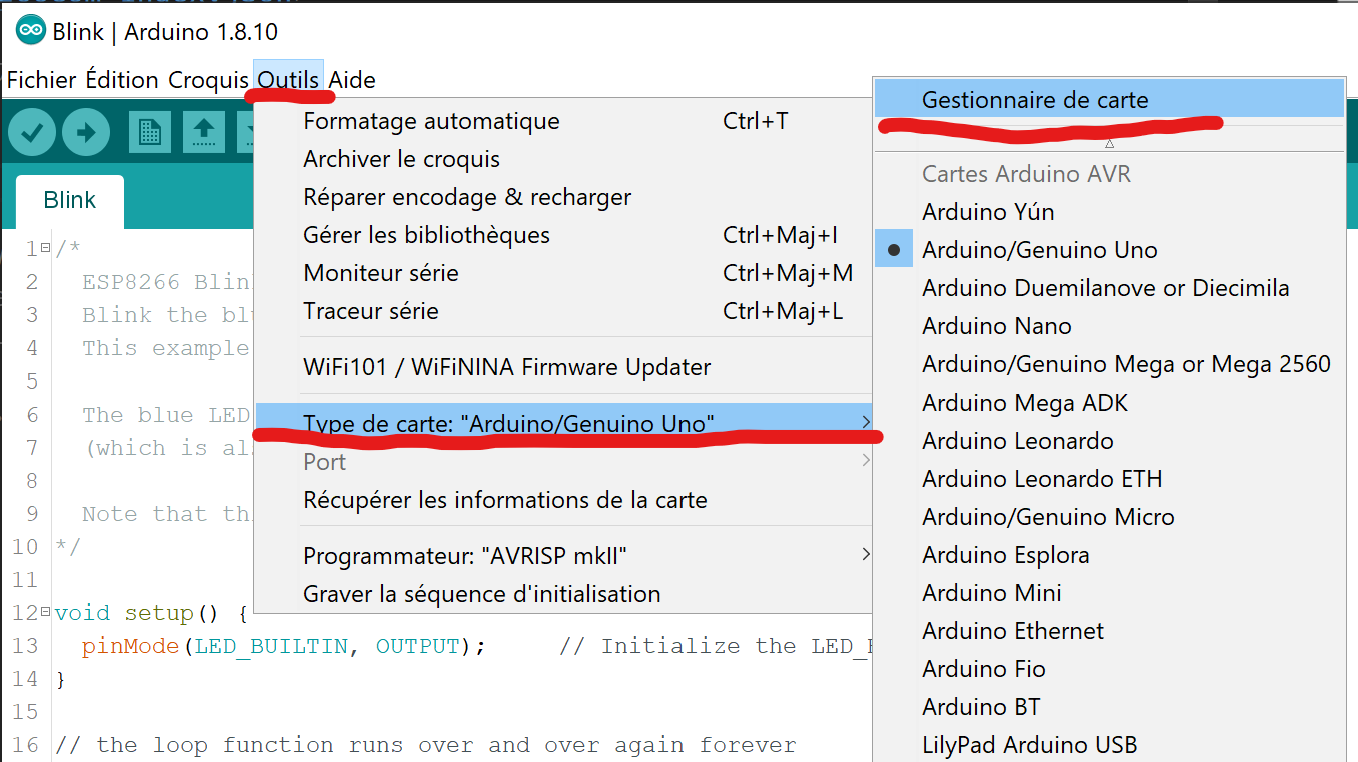 Blink | Arduino 1.8.10
Fichier Édition Croquis Outils Aide
Blink
1 /*
2 ESP8266 Blin
3 Blink the bl
4 This example
5
6 The blue LED
7 (which is al
8
9 Note that th
10 */
11
12 void setup() {
13 pinMode(LED_BUILTIN, OUTPUT); // Initialize the LED_
14 }
15
16 // the loop function runs over and over again forever
Formatage automatique Ctrl+T
Archiver le croquis
Réparer encodage & recharger
Gérer les bibliothèques Ctrl+Maj+I
Moniteur série Ctrl+Maj+M
Traceur série Ctrl+Maj+L
WiFi101 / WiFiNINA Firmware Updater
Type de carte: "Arduino/Genuino Uno"
Port
Récupérer les informations de la carte
Programmateur: "AVRISP mkII"
Graver la séquence d'initialisation
Gestionnaire de carte
Cartes Arduino AVR
Arduino Yún
Arduino/Genuino Uno
Arduino Duemilanove or Diecimila
Arduino Nano
Arduino/Genuino Mega or Mega 2560
Arduino Mega ADK
Arduino Leonardo
Arduino Leonardo ETH
Arduino/Genuino Micro
Arduino Esplora
Arduino Mini
Arduino Ethernet
Arduino Fio
Arduino BT
LilyPad Arduino USB